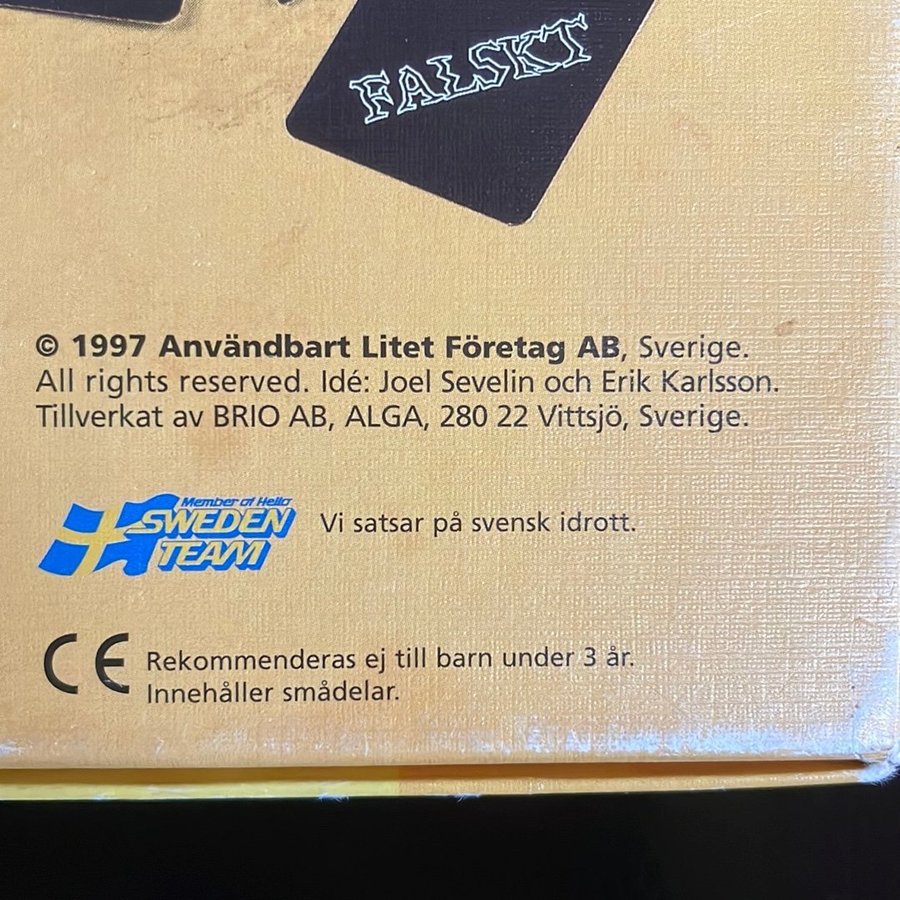 FALSKT
© 1997 Användbart Litet Företag AB, Sverige.
All rights reserved. Idé: Joel Sevelin och Erik Karlsson.
Tillverkat av BRIO AB, ALGA, 280 22 Vittsjö, Sverige.
Member of Hello
SWEDEN
TEAM
Vi satsar på svensk idrott.
CE
Rekommenderas ej till barn under 3 år.
Innehåller smådelar.